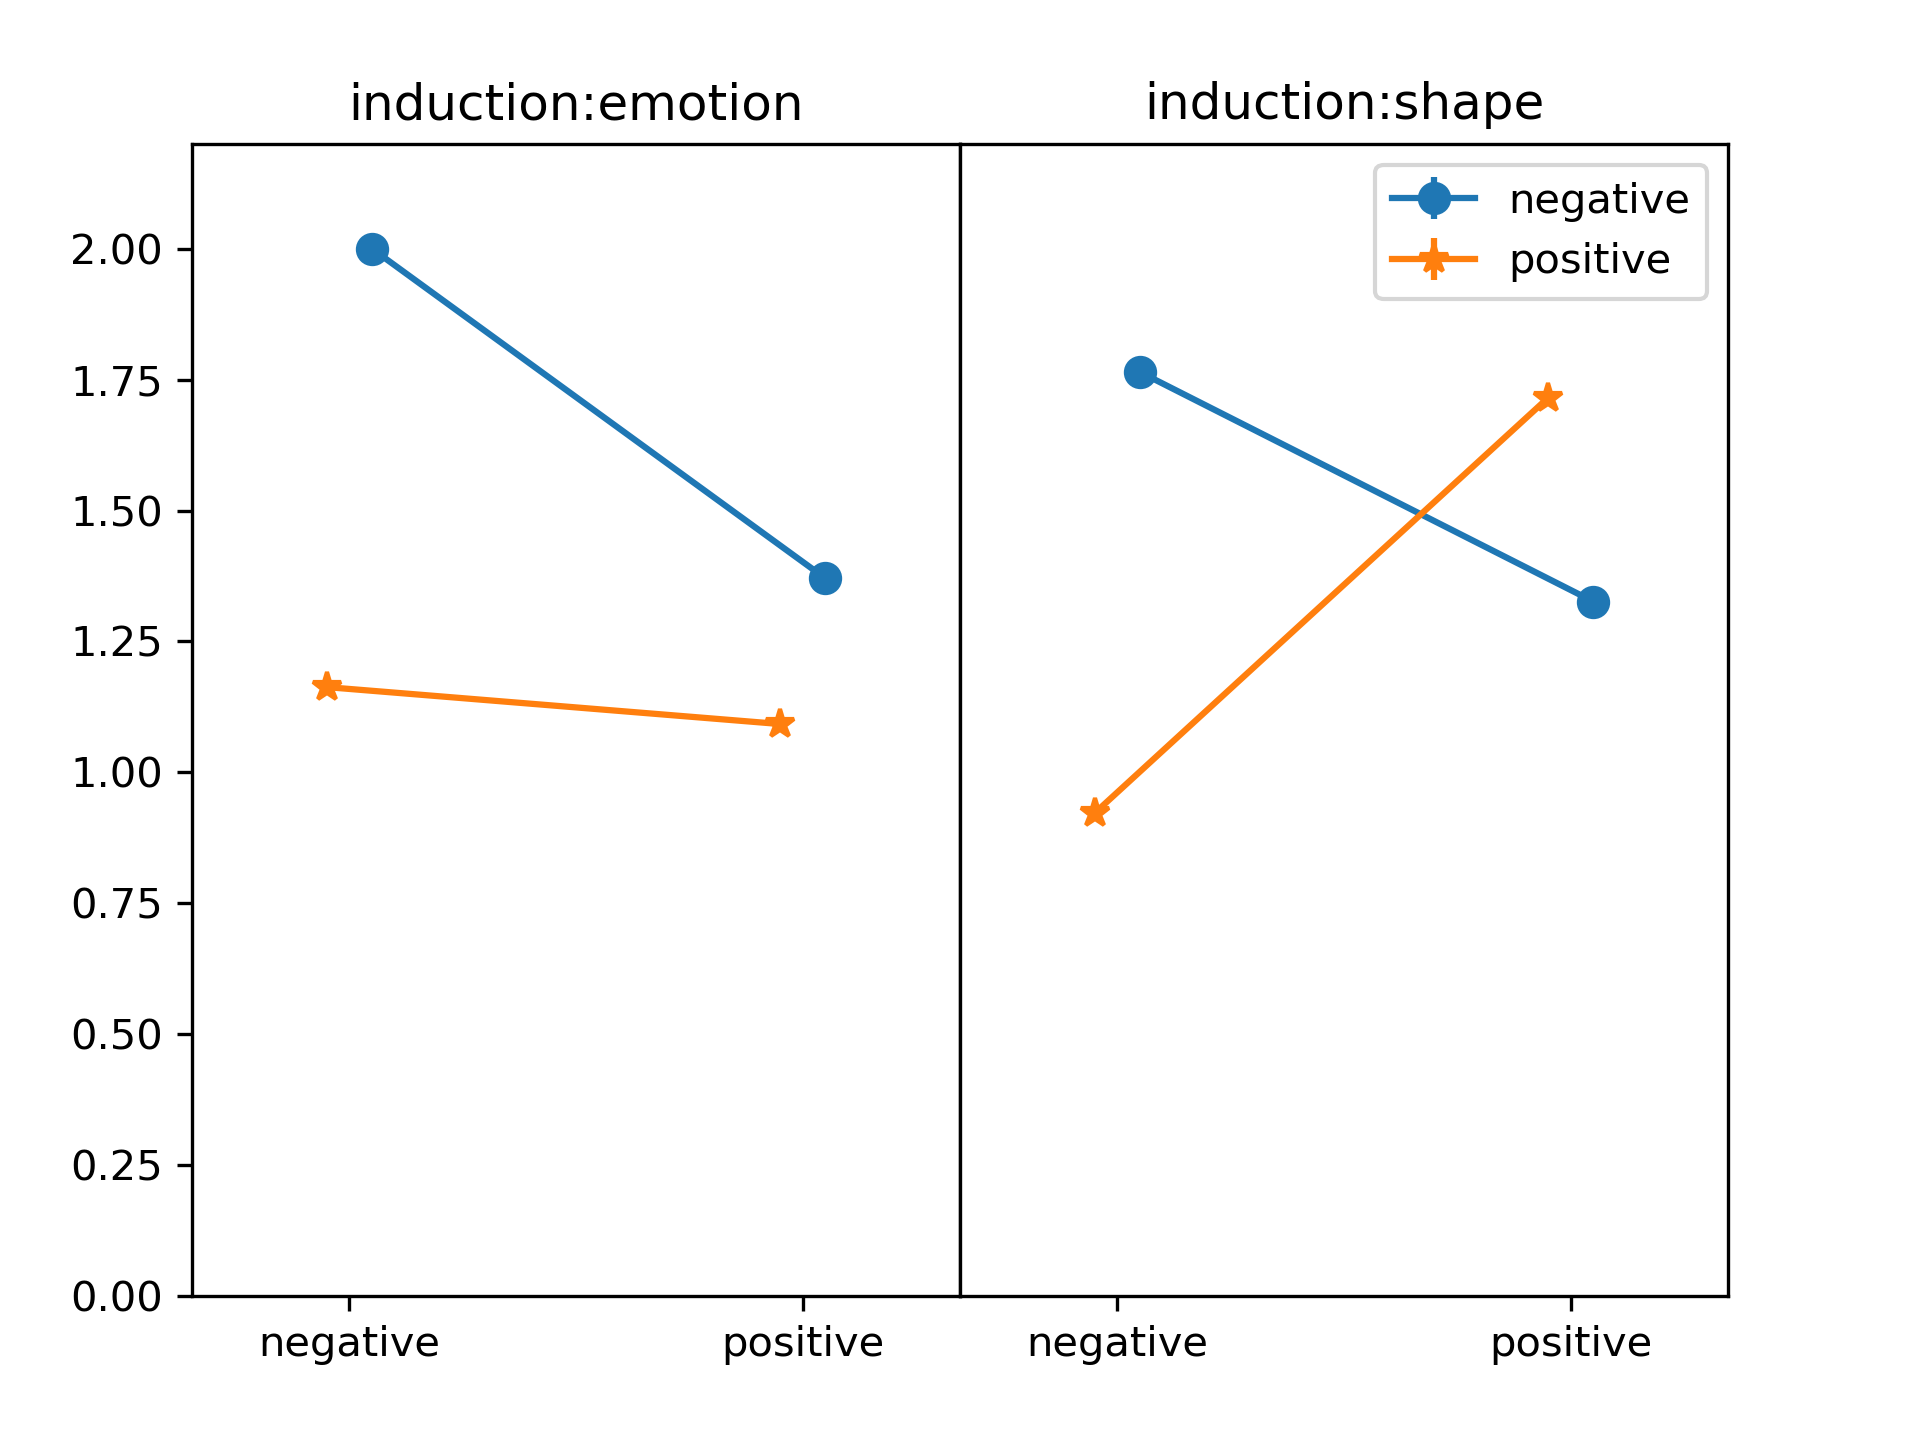 induction:emotion
induction:shape
negative
positive
2.00
1.75
1.50
1.25
1.00
0.75
0.50
0.25
0.00
negative
positive
negative
positive